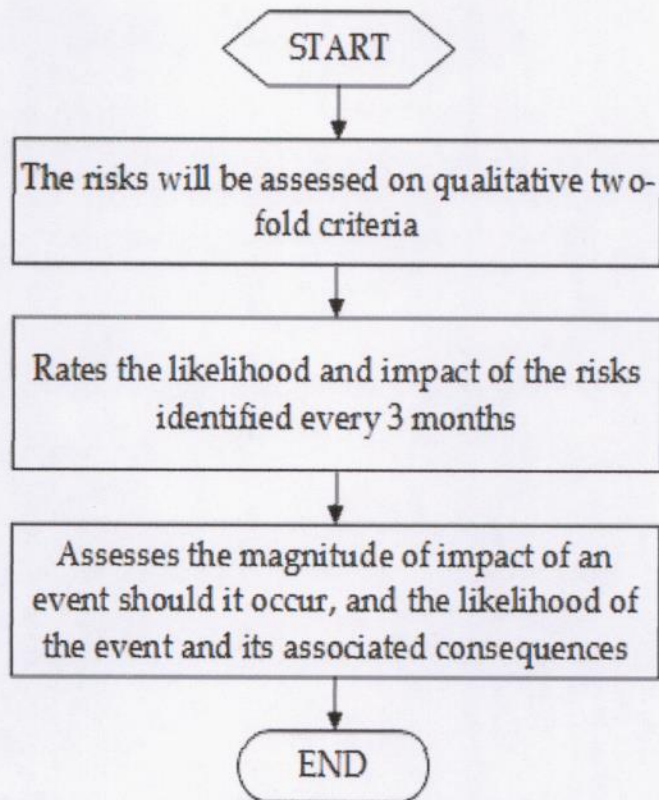 START
The risks will be assessed on qualitative two-
fold criteria
Rates the likelihood and impact of the risks
identified every 3 months
Assesses the magnitude of impact of an
event should it occur, and the likelihood of
the event and its associated consequences
END